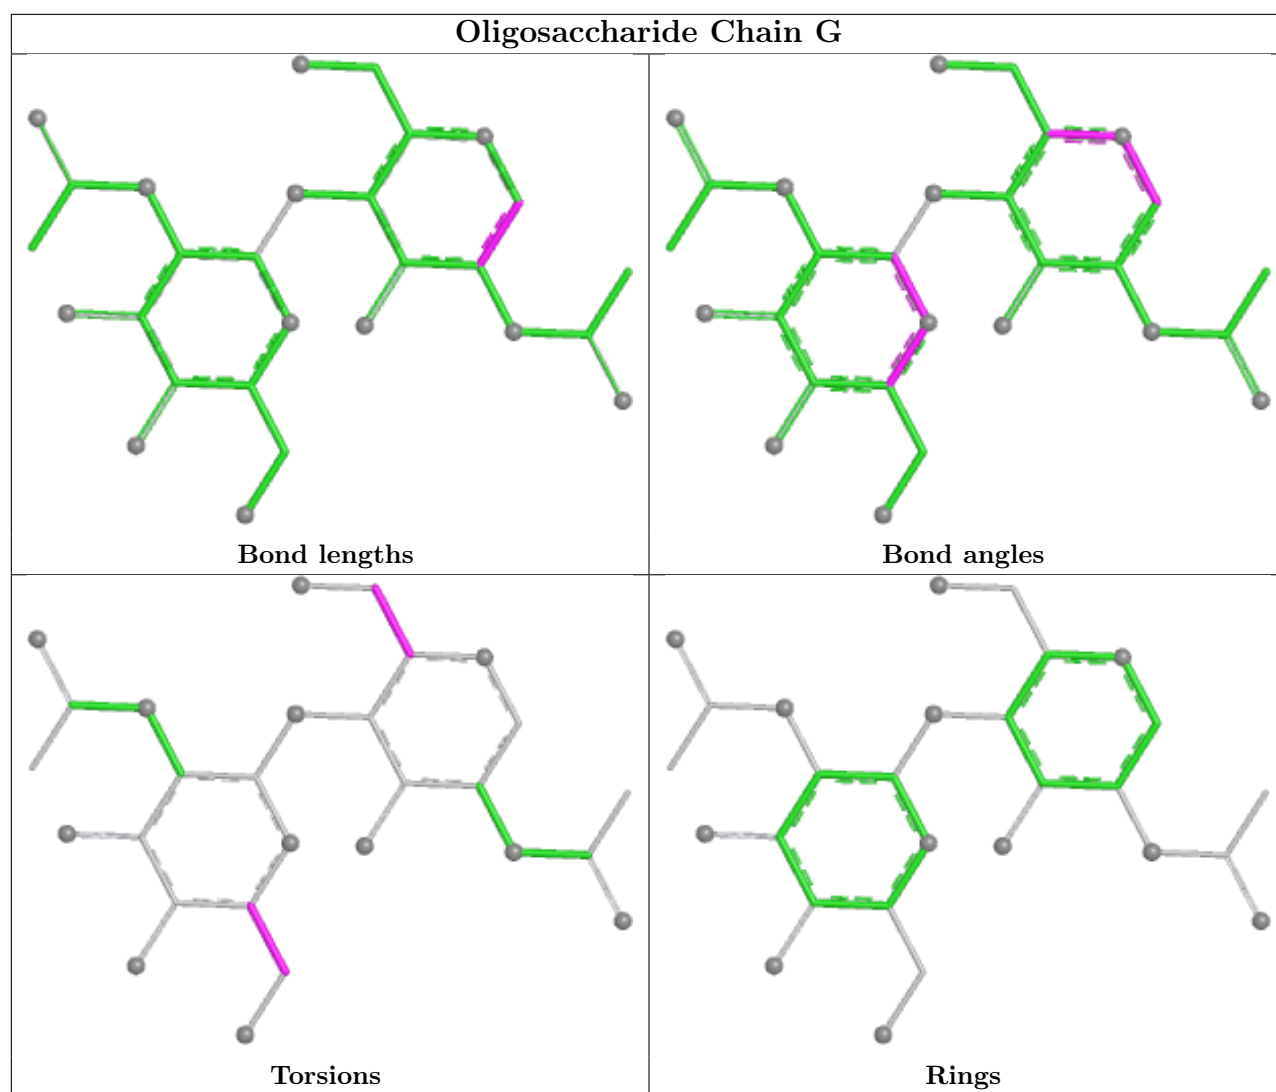 Oligosaccharide Chain G
Bond lengths
Bond angles
Torsions
Rings